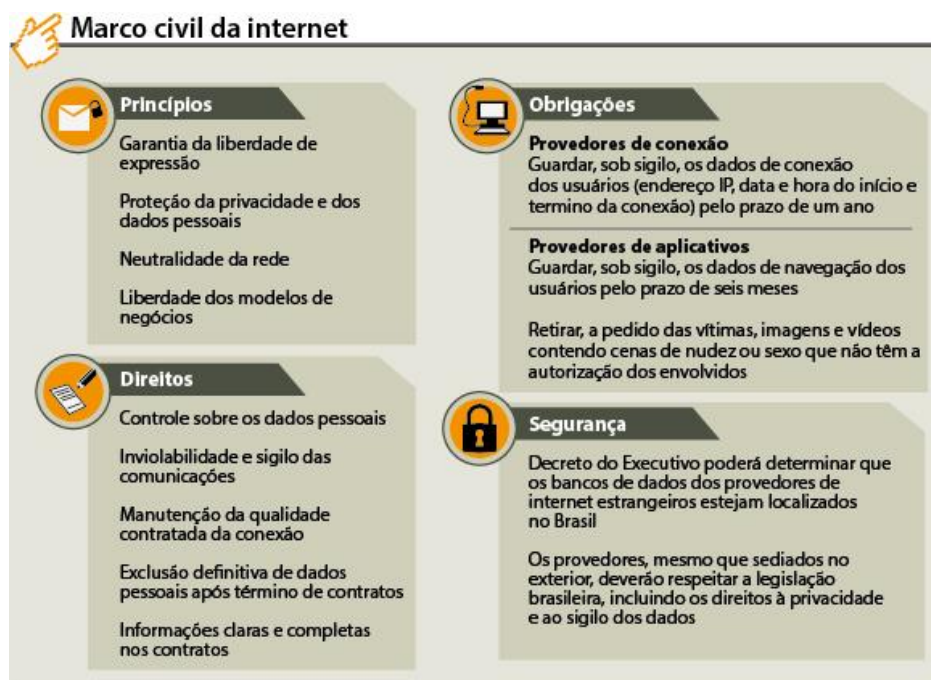 Marco civil da internet
Princípios
Garantia da liberdade de
expressão
Proteção da privacidade e dos
dados pessoais
Neutralidade da rede
Liberdade dos modelos de
negócios
Direitos
Controle sobre os dados pessoais
Inviolabilidade e sigilo das
comunicações
Manutenção da qualidade
contratada da conexão
Exclusão definitiva de dados
pessoais após término de contratos
Informações claras e completas
nos contratos
Obrigações
Provedores de conexão
Guardar, sob sigilo, os dados de conexão
dos usuários (endereço IP, data e hora do início e
termino da conexão) pelo prazo de um ano
Provedores de aplicativos
Guardar, sob sigilo, os dados de navegação dos
usuários pelo prazo de seis meses
Retirar, a pedido das vítimas, imagens e vídeos
contendo cenas de nudez ou sexo que não têm a
autorização dos envolvidos
Segurança
Decreto do Executivo poderá determinar que
os bancos de dados dos provedores de
internet estrangeiros estejam localizados
no Brasil
Os provedores, mesmo que sediados no
exterior, deverão respeitar a legislação
brasileira, incluindo os direitos à privacidade
e ao sigilo dos dados